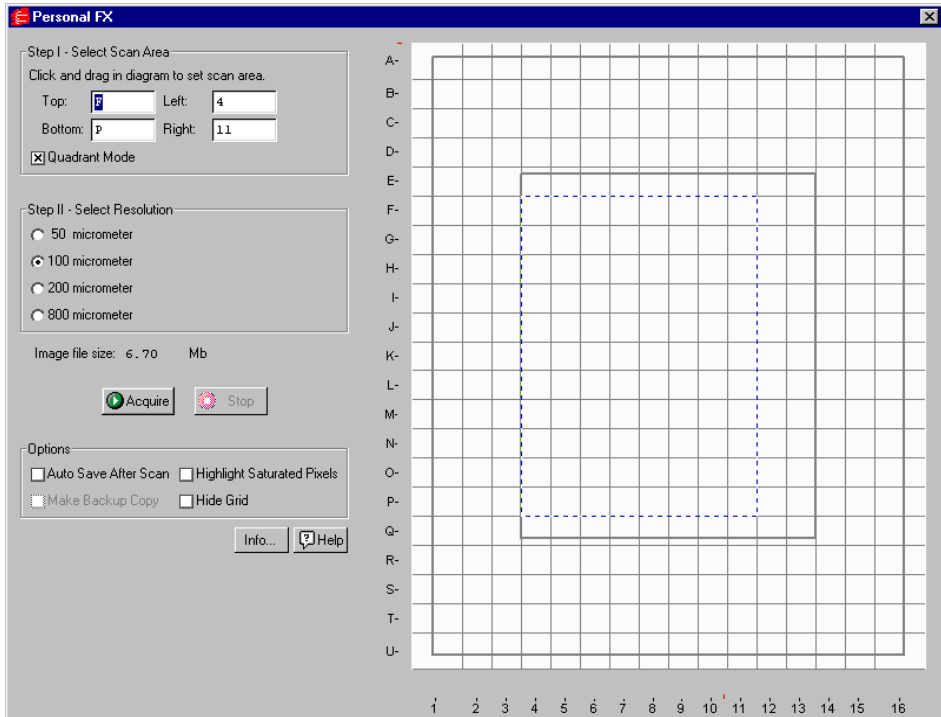 Personal FX
Step I - Select Scan Area
Click and drag in diagram to set scan area.
Top: F Left: 4
Bottom: P Right: 11
Quadrant Mode
Step II - Select Resolution
50 micrometer
100 micrometer
200 micrometer
800 micrometer
Image file size: 6.70 Mb
Acquire Stop
Options
Auto Save After Scan Highlight Saturated Pixels
Make Backup Copy Hide Grid
Info... Help
A-
B-
C-
D-
E-
F-
G-
H-
I-
J-
K-
L-
M-
N-
O-
P-
Q-
R-
S-
T-
U-
1 2 3 4 5 6 7 8 9 10 11 12 13 14 15 16